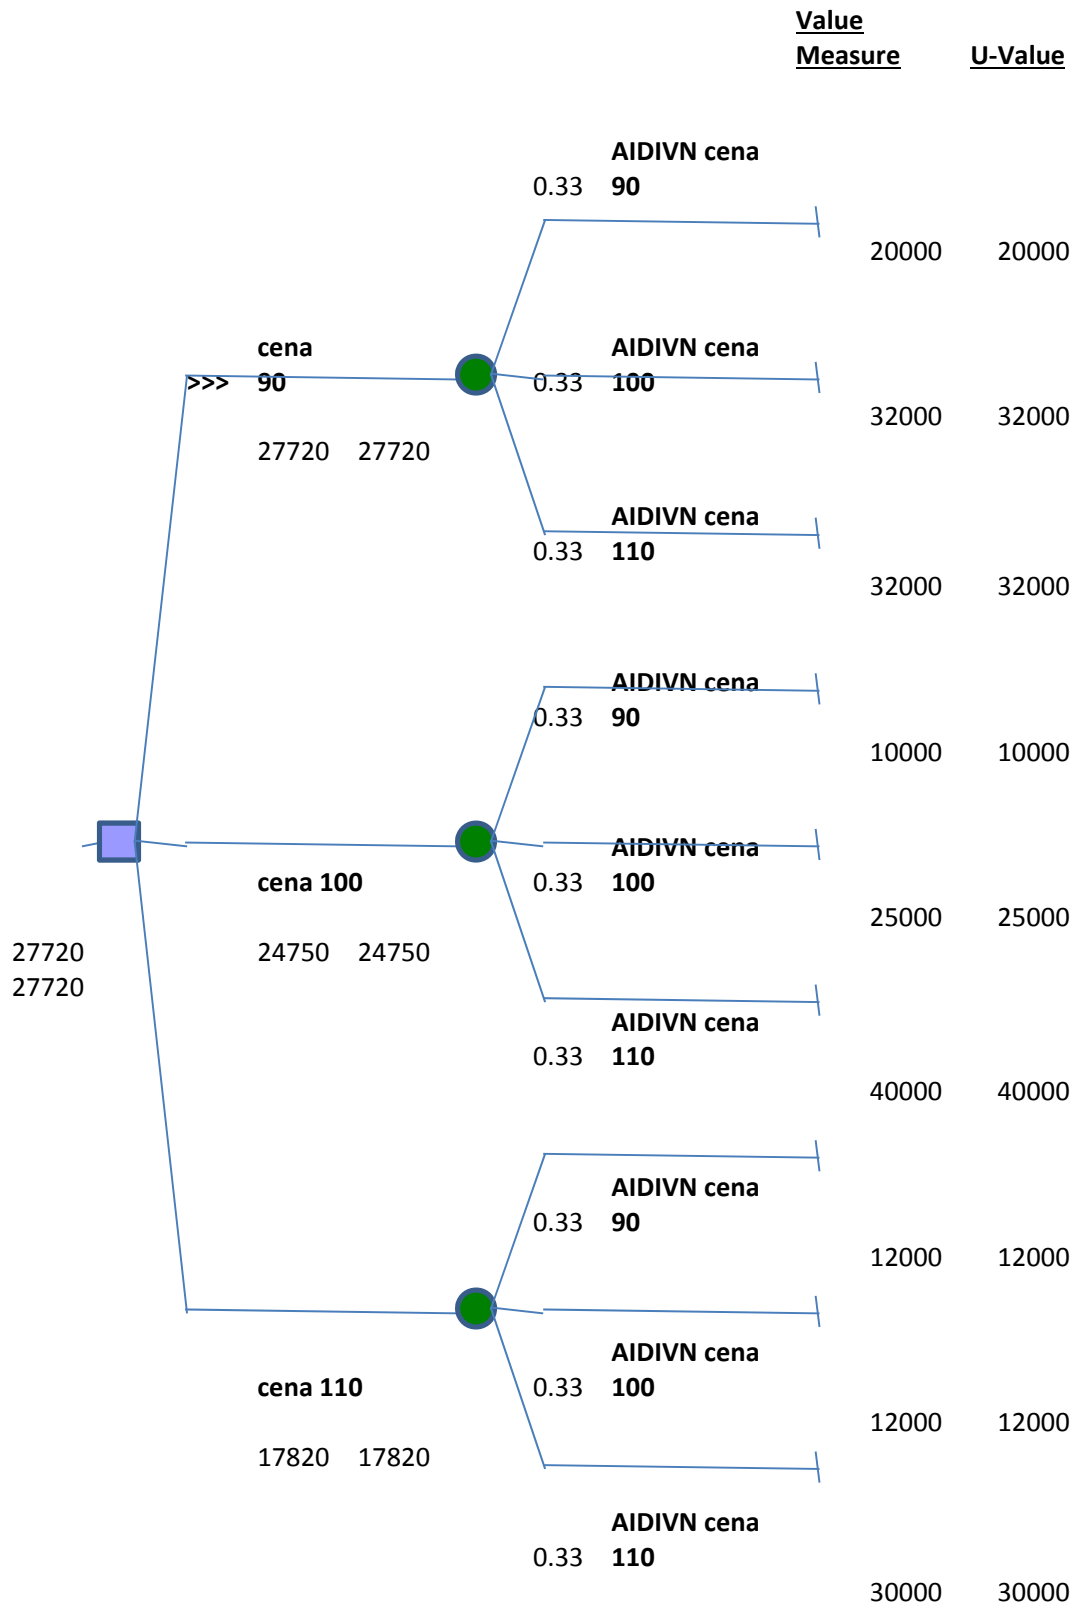 Value
Measure U-Value
AIDIVN cena
0.33 90
20000 20000
cena AIDIVN cena
>>> 90 0.33 100
32000 32000
27720 27720
AIDIVN cena
0.33 110
32000 32000
AIDIVN cena
0.33 90
10000 10000
AIDIVN cena
cena 100 0.33 100
25000 25000
27720 24750 24750
27720
AIDIVN cena
0.33 110
40000 40000
AIDIVN cena
0.33 90
12000 12000
AIDIVN cena
cena 110 0.33 100
12000 12000
17820 17820
AIDIVN cena
0.33 110
30000 30000